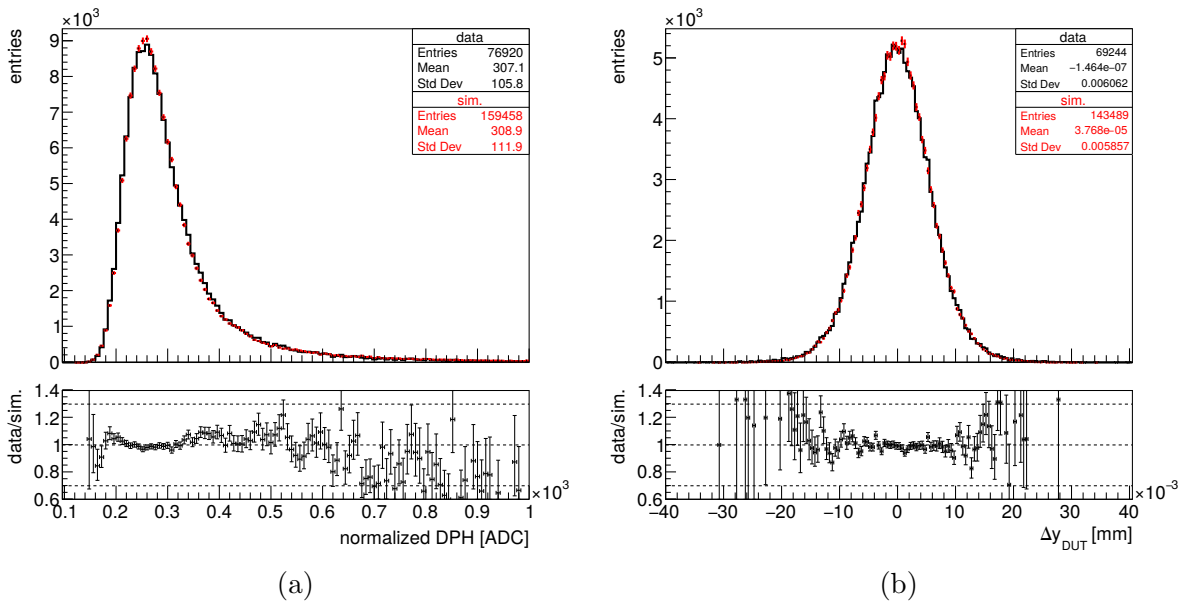 ×10³
entries
9
8
7
6
5
4
3
2
1
0
data
Entries 76920
Mean 307.1
Std Dev 105.8
sim.
Entries 159458
Mean 308.9
Std Dev 111.9
data/sim.
1.4
1.2
1.0
0.8
0.6
0.1 0.2 0.3 0.4 0.5 0.6 0.7 0.8 0.9 1
×10³
normalized DPH [ADC]
(a)
×10³
entries
5
4
3
2
1
0
data
Entries 69244
Mean −1.464e−07
Std Dev 0.006062
sim.
Entries 143489
Mean 3.768e−05
Std Dev 0.005857
data/sim.
1.4
1.2
1.0
0.8
0.6
−40 −30 −20 −10 0 10 20 30 40
×10⁻³
Δy_DUT [mm]
(b)